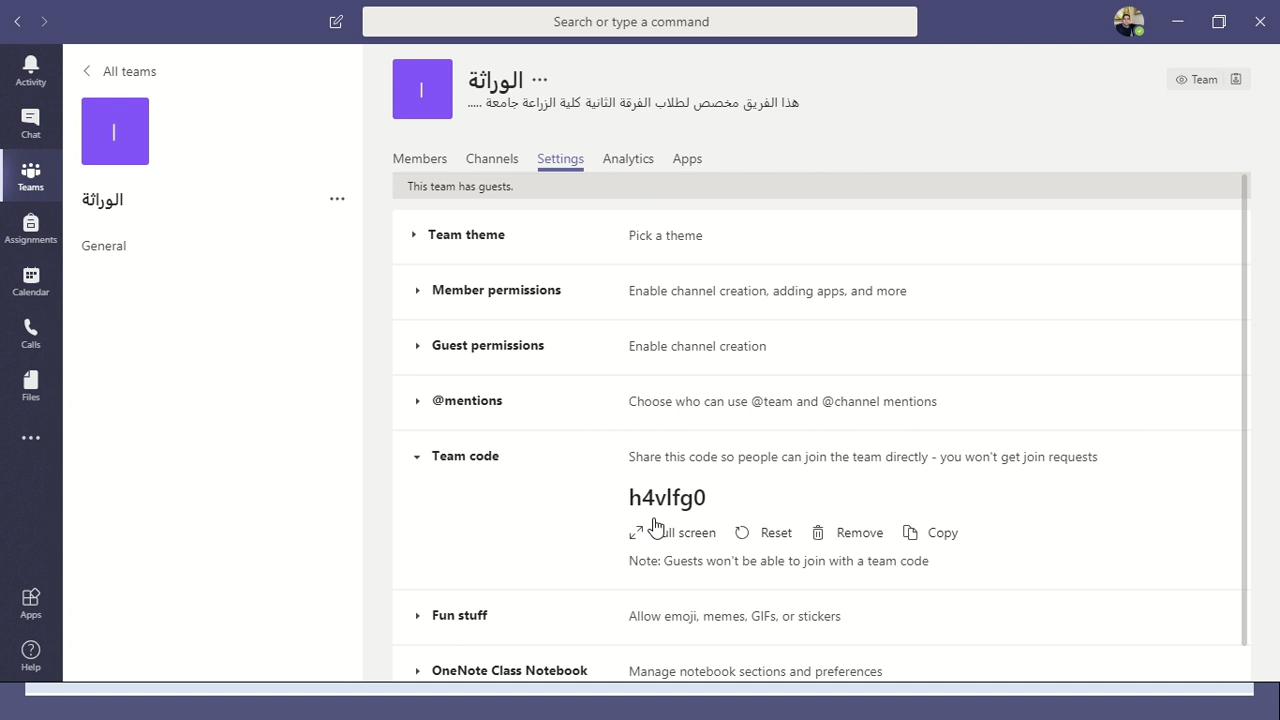 Search or type a command
Activity
Chat
Teams
Assignments
Calendar
Calls
Files
Apps
Help
All teams
ا
الوراثة
General
ا
الوراثة
هذا الفريق مخصص لطلاب الفرقة الثانية كلية الزراعة جامعة .....
Team
Members Channels Settings Analytics Apps
This team has guests.
Team theme Pick a theme
Member permissions Enable channel creation, adding apps, and more
Guest permissions Enable channel creation
@mentions Choose who can use @team and @channel mentions
Team code Share this code so people can join the team directly - you won't get join requests
h4vlfg0
Full screen Reset Remove Copy
Note: Guests won't be able to join with a team code
Fun stuff Allow emoji, memes, GIFs, or stickers
OneNote Class Notebook Manage notebook sections and preferences